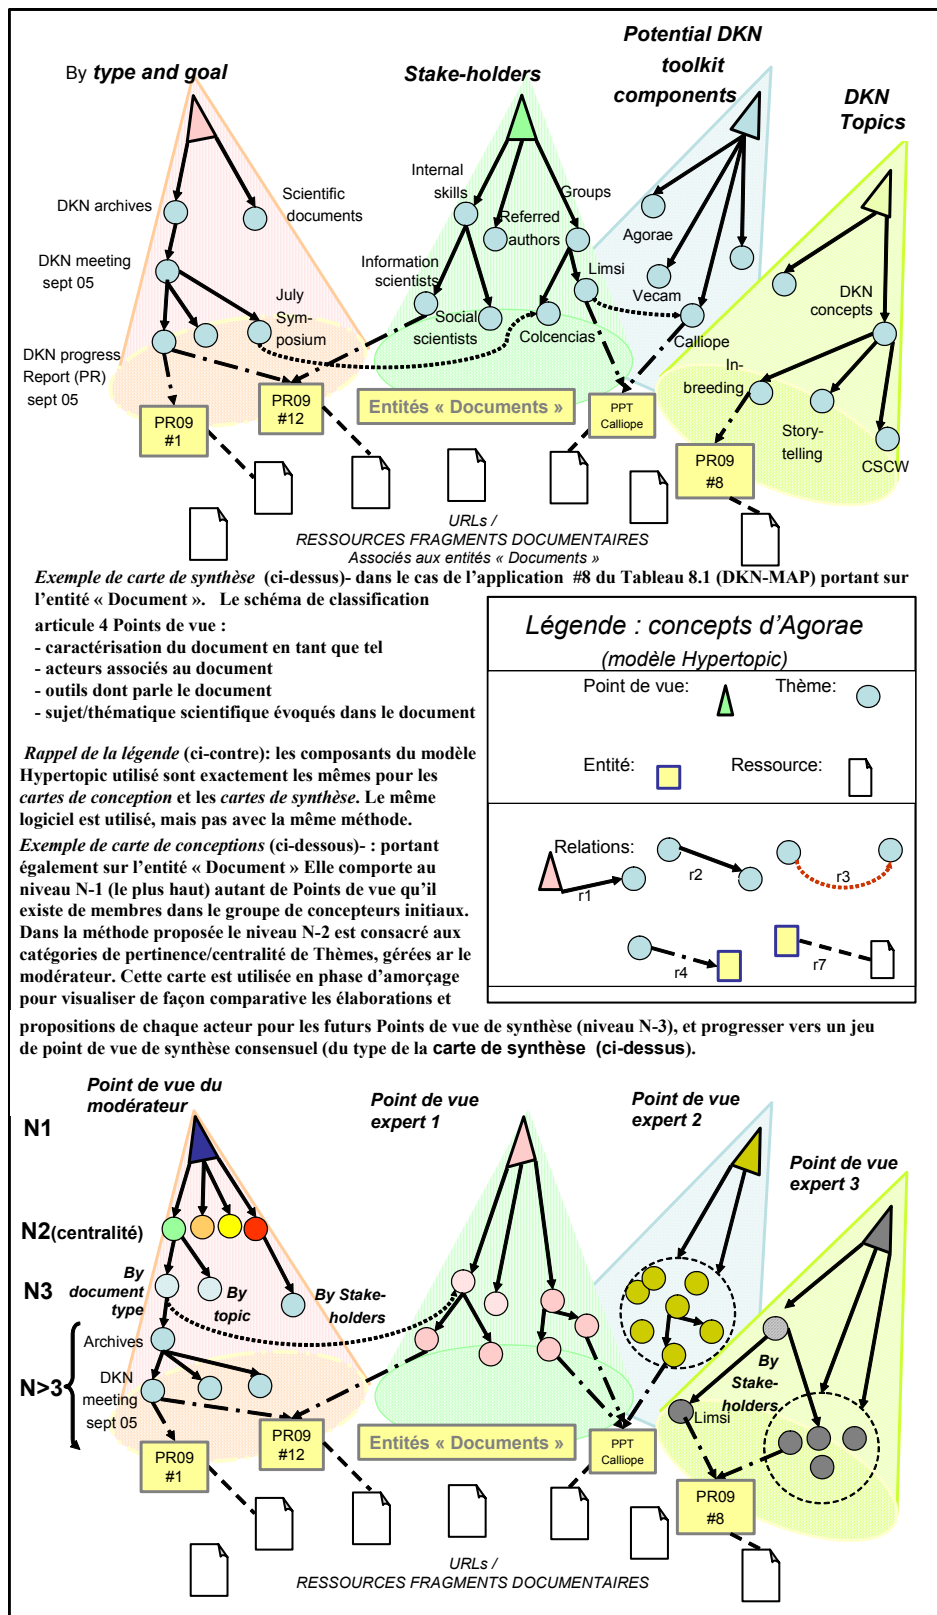 By type and goal
Stake-holders
Potential DKN
toolkit
components
DKN
Topics
DKN archives
Scientific
documents
DKN meeting
sept 05
July
Sym-
posium
DKN progress
Report (PR)
sept 05
Internal
skills
Groups
Referred
authors
Information
scientists
Limsi
Social
scientists
Colcencias
Agorae
Vecam
Calliope
DKN
concepts
In-
breeding
Story-
telling
CSCW
PR09
#1
PR09
#12
Entités « Documents »
PPT
Calliope
PR09
#8
URLs /
RESSOURCES FRAGMENTS DOCUMENTAIRES
Associés aux entités « Documents »
Exemple de carte de synthèse (ci-dessus)- dans le cas de l’application #8 du Tableau 8.1 (DKN-MAP) portant sur
l’entité « Document ». Le schéma de classification
articule 4 Points de vue :
- caractérisation du document en tant que tel
- acteurs associés au document
- outils dont parle le document
- sujet/thématique scientifique évoqués dans le document
Rappel de la légende (ci-contre): les composants du modèle
Hypertopic utilisé sont exactement les mêmes pour les
cartes de conception et les cartes de synthèse. Le même
logiciel est utilisé, mais pas avec la même méthode.
Exemple de carte de conceptions (ci-dessous)- : portant
également sur l’entité « Document » Elle comporte au
niveau N-1 (le plus haut) autant de Points de vue qu’il
existe de membres dans le groupe de concepteurs initiaux.
Dans la méthode proposée le niveau N-2 est consacré aux
catégories de pertinence/centralité de Thèmes, gérées ar le
modérateur. Cette carte est utilisée en phase d’amorçage
pour visualiser de façon comparative les élaborations et
propositions de chaque acteur pour les futurs Points de vue de synthèse (niveau N-3), et progresser vers un jeu
de point de vue de synthèse consensuel (du type de la carte de synthèse (ci-dessus).
Légende : concepts d’Agorae
(modèle Hypertopic)
Point de vue:
Thème:
Entité:
Ressource:
Relations:
r1
r2
r3
r4
r7
Point de vue du
modérateur
Point de vue
expert 1
Point de vue
expert 2
Point de vue
expert 3
N1
N2(centralité)
N3
N>3
By
document
type
By
topic
By Stake-
holders
Archives
DKN
meeting
sept 05
By
Stake-
holders
Limsi
PR09
#1
PR09
#12
Entités « Documents »
PPT
Calliope
PR09
#8
URLs /
RESSOURCES FRAGMENTS DOCUMENTAIRES